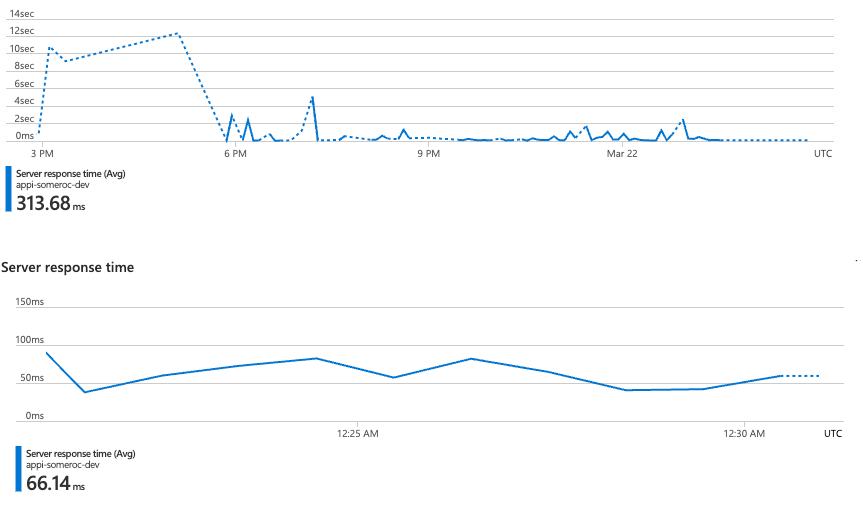 14sec
12sec
10sec
8sec
6sec
4sec
2sec
0ms
3 PM
6 PM
9 PM
Mar 22
UTC
Server response time (Avg)
appi-someroc-dev
313.68 ms
Server response time
150ms
100ms
50ms
0ms
12:25 AM
12:30 AM
UTC
Server response time (Avg)
appi-someroc-dev
66.14 ms